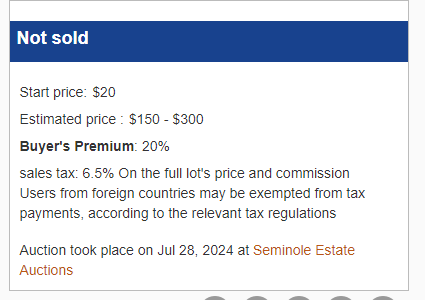 Not sold
Start price: $20
Estimated price : $150 - $300
Buyer's Premium: 20%
sales tax: 6.5% On the full lot's price and commission
Users from foreign countries may be exempted from tax
payments, according to the relevant tax regulations
Auction took place on Jul 28, 2024 at Seminole Estate
Auctions